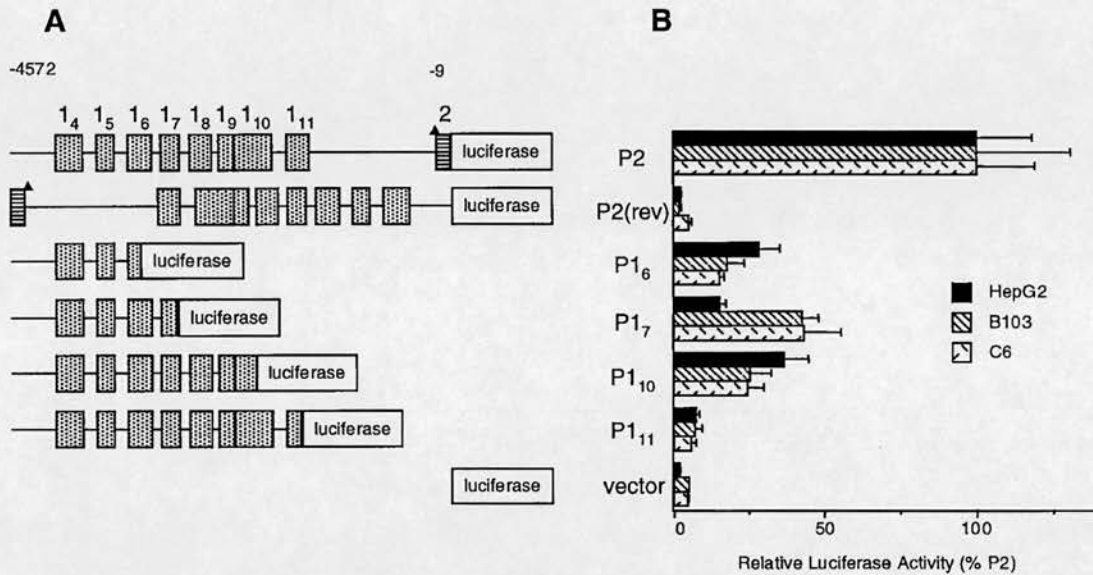 A
B
-4572
-9
1₄ 1₅ 1₆ 1₇ 1₈ 1₉ 1₁₀ 1₁₁ 2
luciferase
luciferase
luciferase
luciferase
luciferase
luciferase
luciferase
P2
P2(rev)
P1₆
P1₇
P1₁₀
P1₁₁
vector
HepG2
B103
C6
0 50 100
Relative Luciferase Activity (% P2)